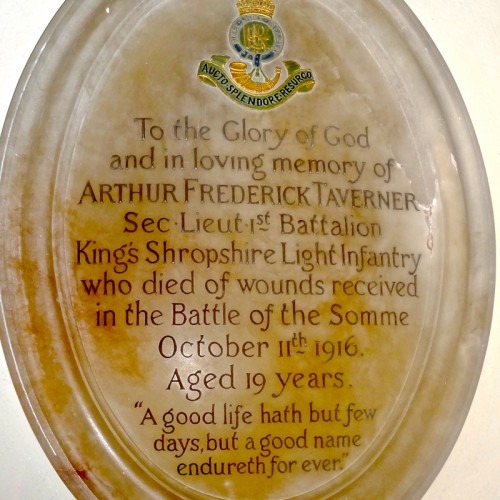 AUCTO SPLENDORE RESURGO
To the Glory of God
and in loving memory of
ARTHUR FREDERICK TAVERNER
Sec·Lieut·1st Battalion
King's Shropshire Light Infantry
who died of wounds received
in the Battle of the Somme
October 11th 1916.
Aged 19 years.
"A good life hath but few
days, but a good name
endureth for ever."